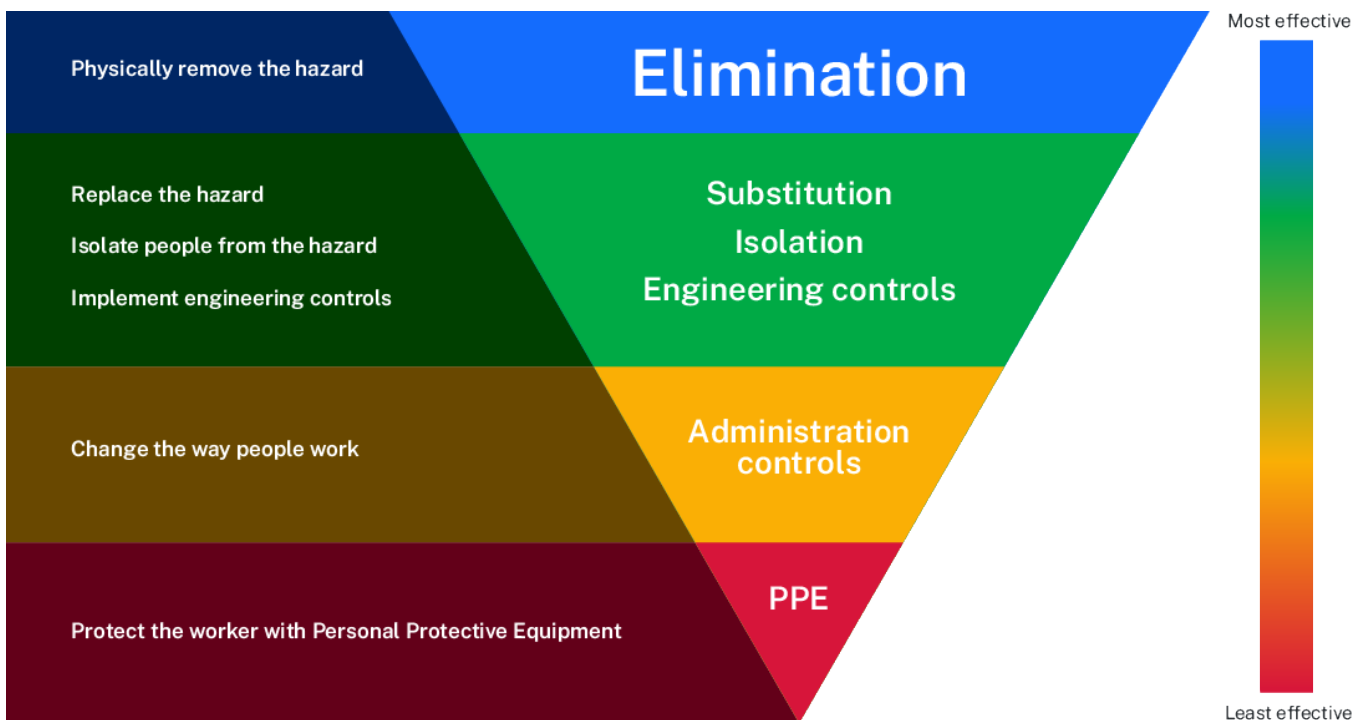 Most effective
Physically remove the hazard
Elimination
Replace the hazard
Substitution
Isolate people from the hazard
Isolation
Implement engineering controls
Engineering controls
Change the way people work
Administration
controls
Protect the worker with Personal Protective Equipment
PPE
Least effective